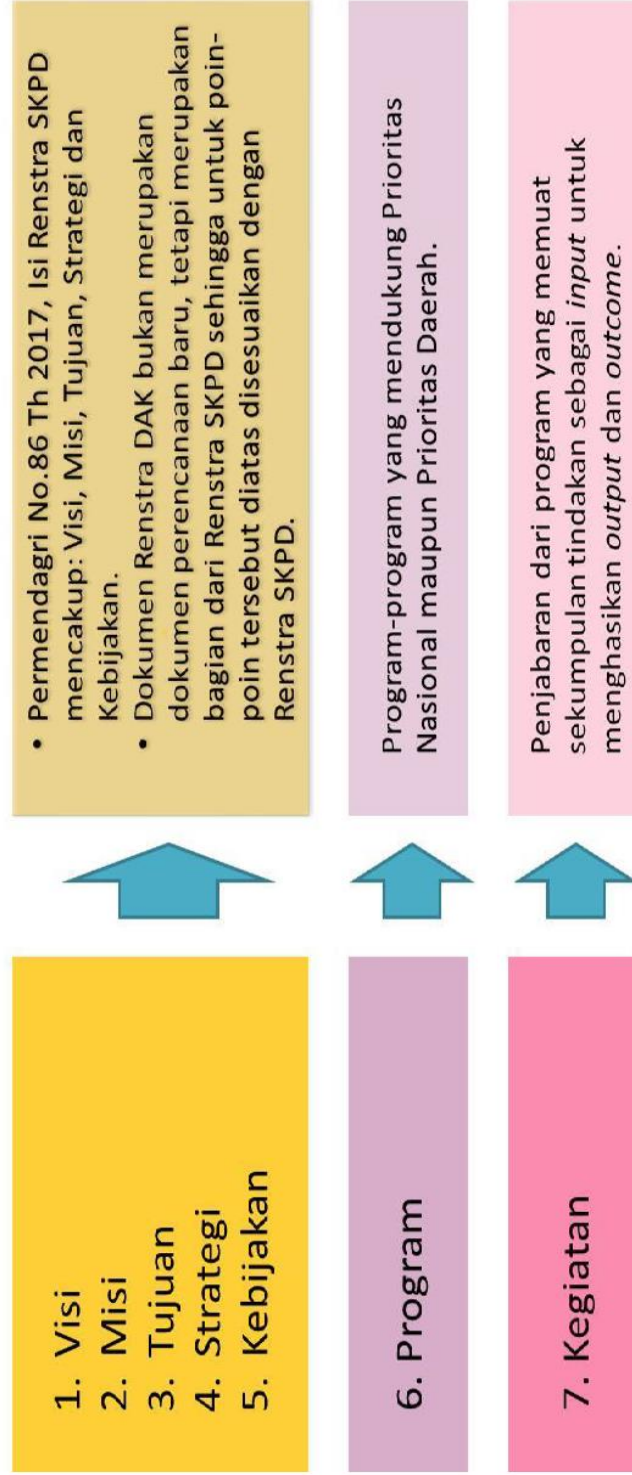 1. Visi
2. Misi
3. Tujuan
4. Strategi
5. Kebijakan
• Permendagri No.86 Th 2017, Isi Renstra SKPD
mencakup: Visi, Misi, Tujuan, Strategi dan
Kebijakan.
• Dokumen Renstra DAK bukan merupakan
dokumen perencanaan baru, tetapi merupakan
bagian dari Renstra SKPD sehingga untuk poin-
poin tersebut diatas disesuaikan dengan
Renstra SKPD.
6. Program
Program-program yang mendukung Prioritas
Nasional maupun Prioritas Daerah.
7. Kegiatan
Penjabaran dari program yang memuat
sekumpulan tindakan sebagai input untuk
menghasikan output dan outcome.